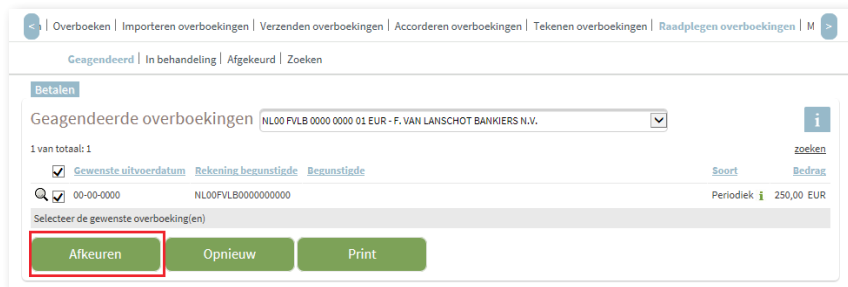 < | Overboeken | Importeren overboekingen | Verzenden overboekingen | Accorderen overboekingen | Tekenen overboekingen | Raadplegen overboekingen | M >
Geagendeerd | In behandeling | Afgekeurd | Zoeken
Betalen
Geagendeerde overboekingen NL00 FVLB 0000 0000 01 EUR - F. VAN LANSCHOT BANKIERS N.V. i
1 van totaal: 1 zoeken
Gewenste uitvoerdatum Rekening begunstigde Begunstigde Soort Bedrag
00-00-0000 NL00FVLB0000000000 Periodiek i 250,00 EUR
Selecteer de gewenste overboeking(en)
Afkeuren Opnieuw Print